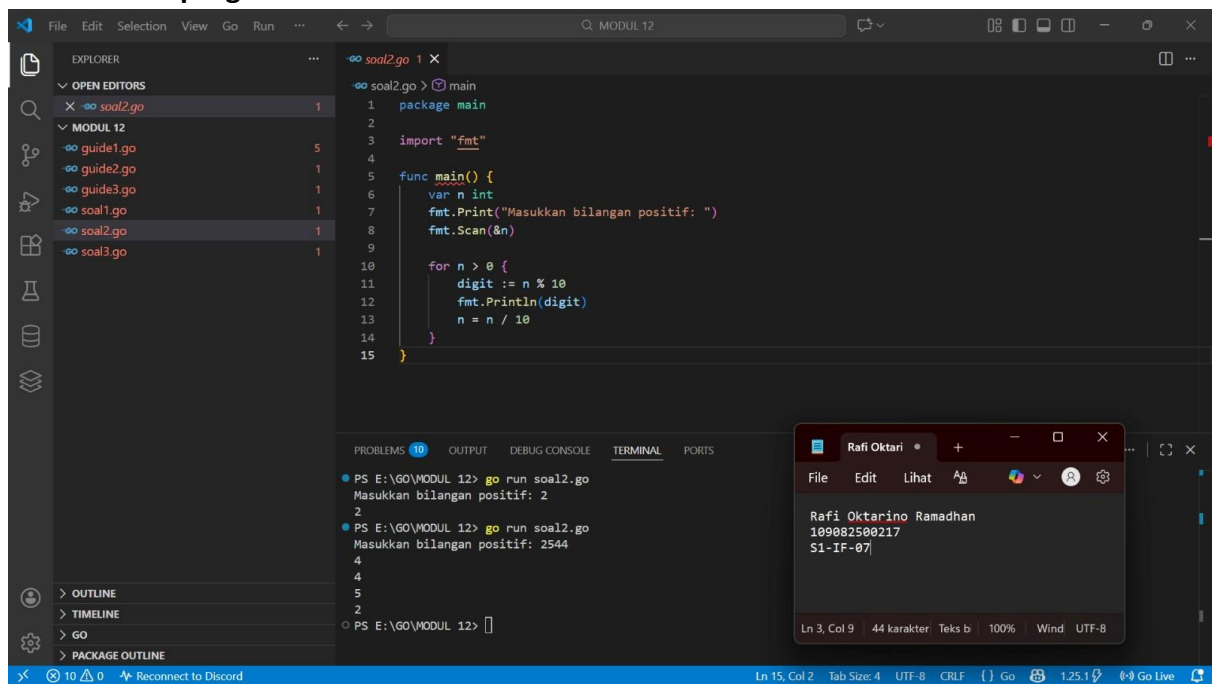 File Edit Selection View Go Run ... MODUL 12
EXPLORER ...
OPEN EDITORS
soal2.go 1
MODUL 12
guide1.go 5
guide2.go 1
guide3.go 1
soal1.go 1
soal2.go 1
soal3.go 1
OUTLINE
TIMELINE
GO
PACKAGE OUTLINE
soal2.go 1
soal2.go > main
1 package main
2
3 import "fmt"
4
5 func main() {
6 var n int
7 fmt.Print("Masukkan bilangan positif: ")
8 fmt.Scan(&n)
9
10 for n > 0 {
11 digit := n % 10
12 fmt.Println(digit)
13 n = n / 10
14 }
15 }
PROBLEMS 10 OUTPUT DEBUG CONSOLE TERMINAL PORTS
PS E:\GO\MODUL 12> go run soal2.go
Masukkan bilangan positif: 2
2
PS E:\GO\MODUL 12> go run soal2.go
Masukkan bilangan positif: 2544
4
4
5
2
PS E:\GO\MODUL 12>
Rafi Oktari
File Edit Lihat
Rafi Oktarino Ramadhan
109082500217
S1-IF-07
Ln 3, Col 9 44 karakter Teks bi 100% Wind UTF-8
10 0 Reconnect to Discord Ln 15, Col 2 Tab Size: 4 UTF-8 CRLF {} Go 1.25.1 Go Live